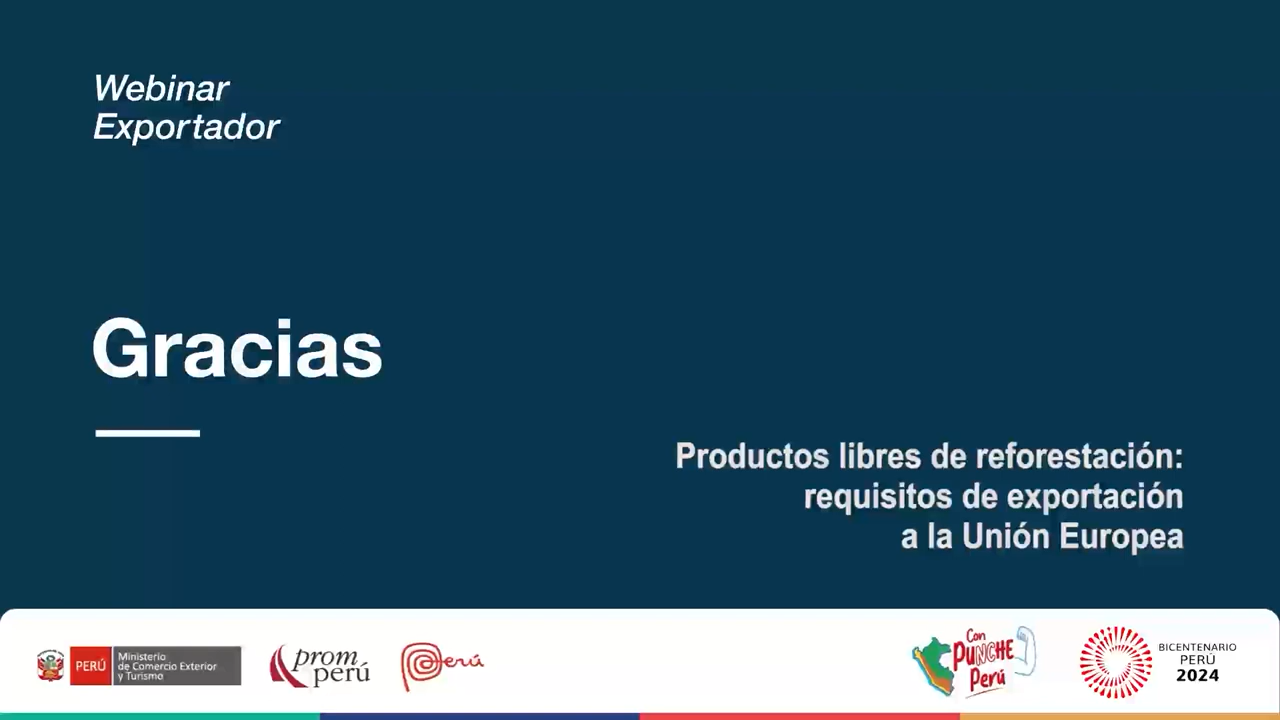 Webinar
Exportador
Gracias
Productos libres de reforestación:
requisitos de exportación
a la Unión Europea
PERÚ
Ministerio
de Comercio Exterior
y Turismo
prom
perú
Perú
Con
PUNCHE
Perú
BICENTENARIO
PERÚ
2024